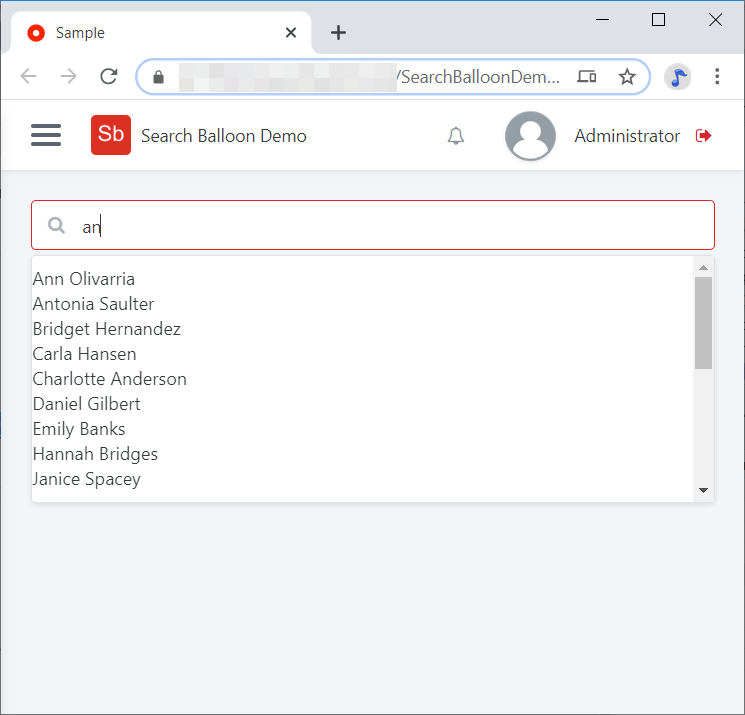 Sample
/SearchBalloonDem...
Sb Search Balloon Demo Administrator
an
Ann Olivarria
Antonia Saulter
Bridget Hernandez
Carla Hansen
Charlotte Anderson
Daniel Gilbert
Emily Banks
Hannah Bridges
Janice Spacey